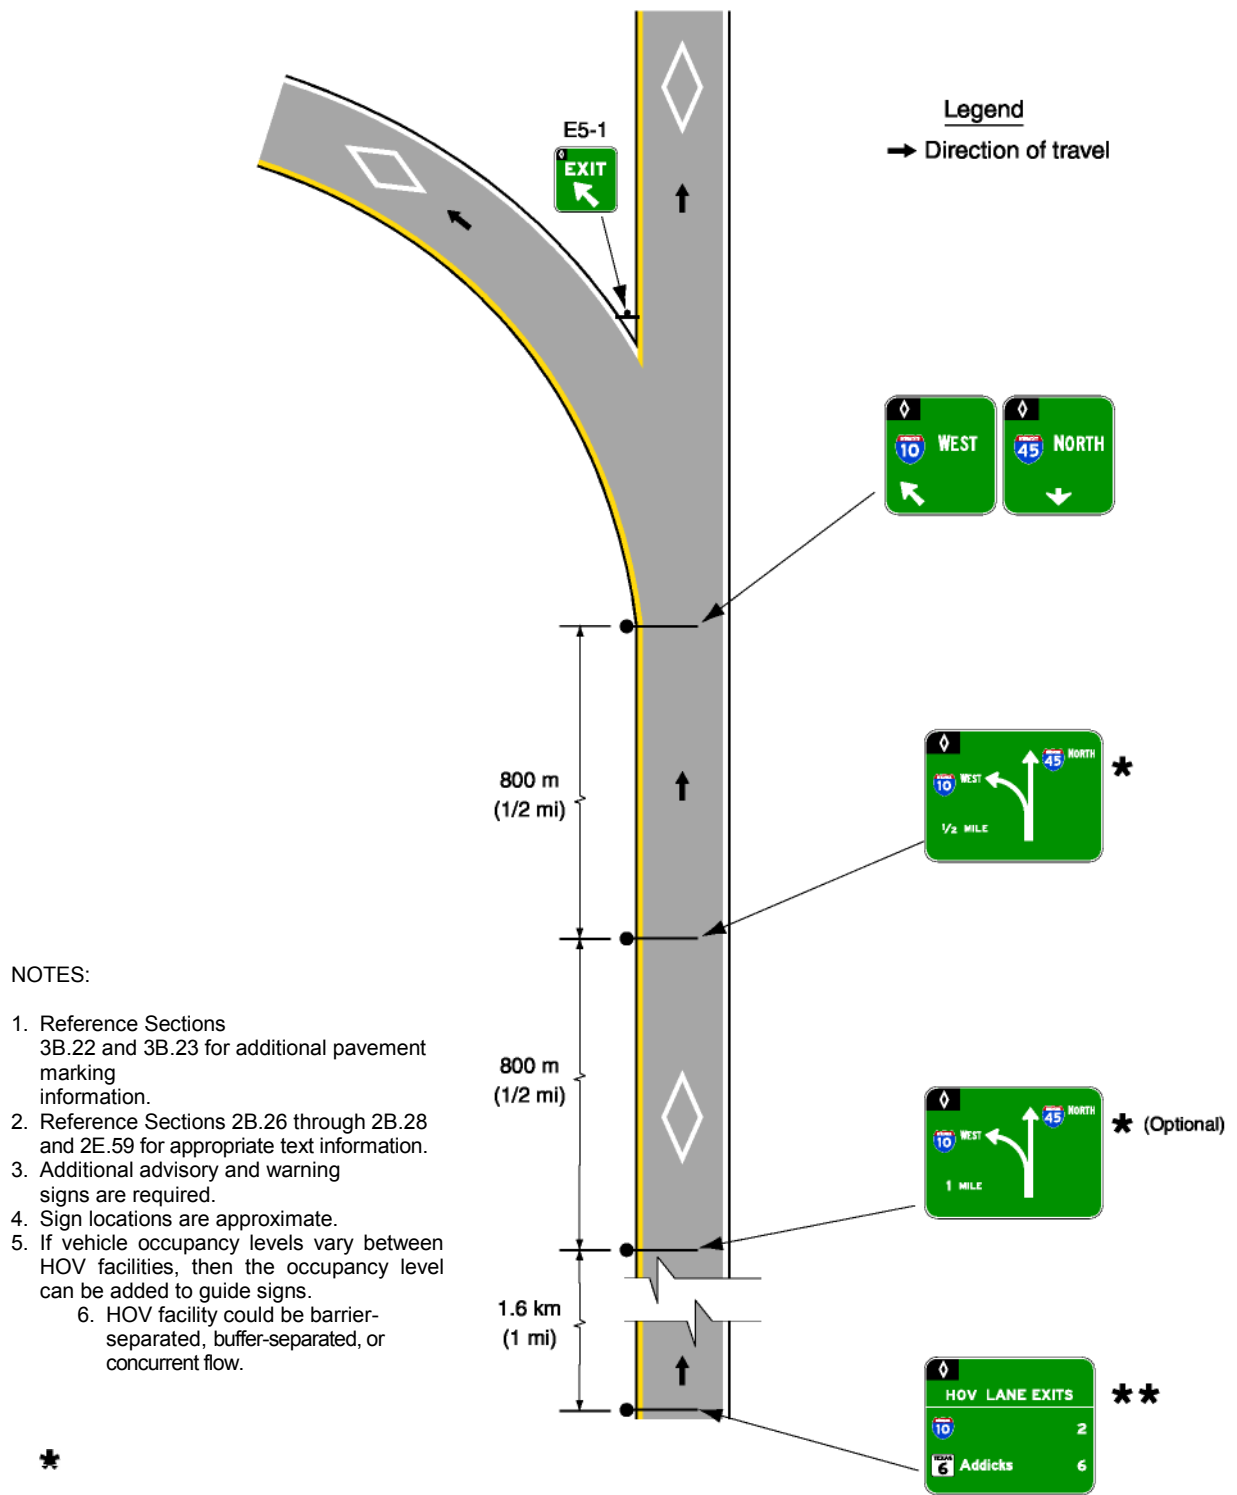 E5-1
EXIT
Legend
Direction of travel
10 WEST
45 NORTH
800 m
(1/2 mi)
45 NORTH
10 WEST
1/2 MILE
*
NOTES:
1. Reference Sections
3B.22 and 3B.23 for additional pavement
marking
information.
2. Reference Sections 2B.26 through 2B.28
and 2E.59 for appropriate text information.
3. Additional advisory and warning
signs are required.
4. Sign locations are approximate.
5. If vehicle occupancy levels vary between
HOV facilities, then the occupancy level
can be added to guide signs.
6. HOV facility could be barrier-
separated, buffer-separated, or
concurrent flow.
*
800 m
(1/2 mi)
45 NORTH
10 WEST
1 MILE
* (Optional)
1.6 km
(1 mi)
HOV LANE EXITS
10 2
TEXAS
6 Addicks 6
**